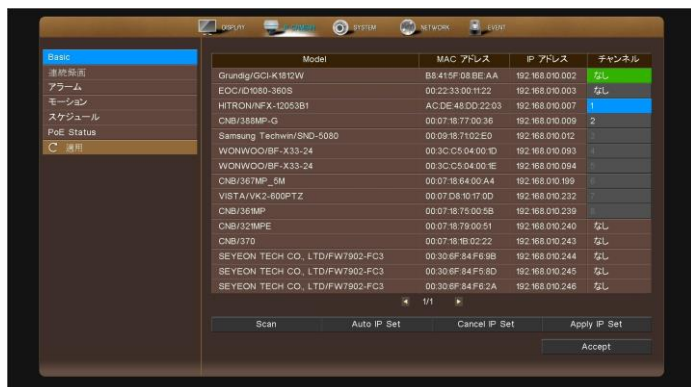 DISPLAY IP CAMERA SYSTEM NETWORK EVENT
Basic
連続録画
アラーム
モーション
スケジュール
PoE Status
適用
Model MAC アドレス IP アドレス チャンネル
Grundig/GCI-K1812W B8:41:5F:08:BE:AA 192.168.010.002 なし
EOC/iD1080-360S 00:22:33:00:11:22 192.168.010.003 なし
HITRON/NFX-12053B1 AC:DE:48:DD:22:03 192.168.010.007 1
CNB/388MP-G 00:07:18:77:00:36 192.168.010.009 2
Samsung Techwin/SND-5080 00:09:18:71:02:E0 192.168.010.012 3
WONWOO/BF-X33-24 00:3C:C5:04:00:1D 192.168.010.093 4
WONWOO/BF-X33-24 00:3C:C5:04:00:1E 192.168.010.094 5
CNB/367MP_5M 00:07:18:64:00:A4 192.168.010.199 6
VISTA/VK2-600PTZ 00:07:D8:10:17:0D 192.168.010.232 7
CNB/361MP 00:07:18:75:00:5B 192.168.010.239 8
CNB/321MPE 00:07:18:79:00:51 192.168.010.240 なし
CNB/370 00:07:18:1B:02:22 192.168.010.243 なし
SEYEON TECH CO., LTD/FW7902-FC3 00:30:6F:84:F6:9B 192.168.010.244 なし
SEYEON TECH CO., LTD/FW7902-FC3 00:30:6F:84:F5:8D 192.168.010.245 なし
SEYEON TECH CO., LTD/FW7902-FC3 00:30:6F:84:F6:2A 192.168.010.246 なし
1/1
Scan Auto IP Set Cancel IP Set Apply IP Set
Accept